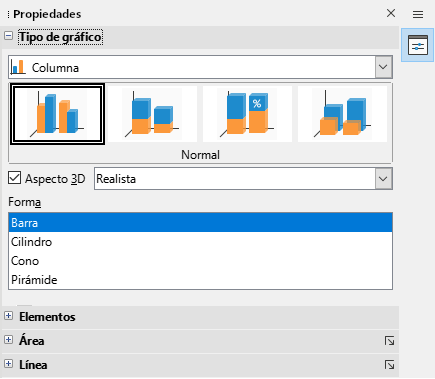 Propiedades
Tipo de gráfico
Columna
%
Normal
Aspecto 3D
Realista
Forma
Barra
Cilindro
Cono
Pirámide
Elementos
Área
Línea